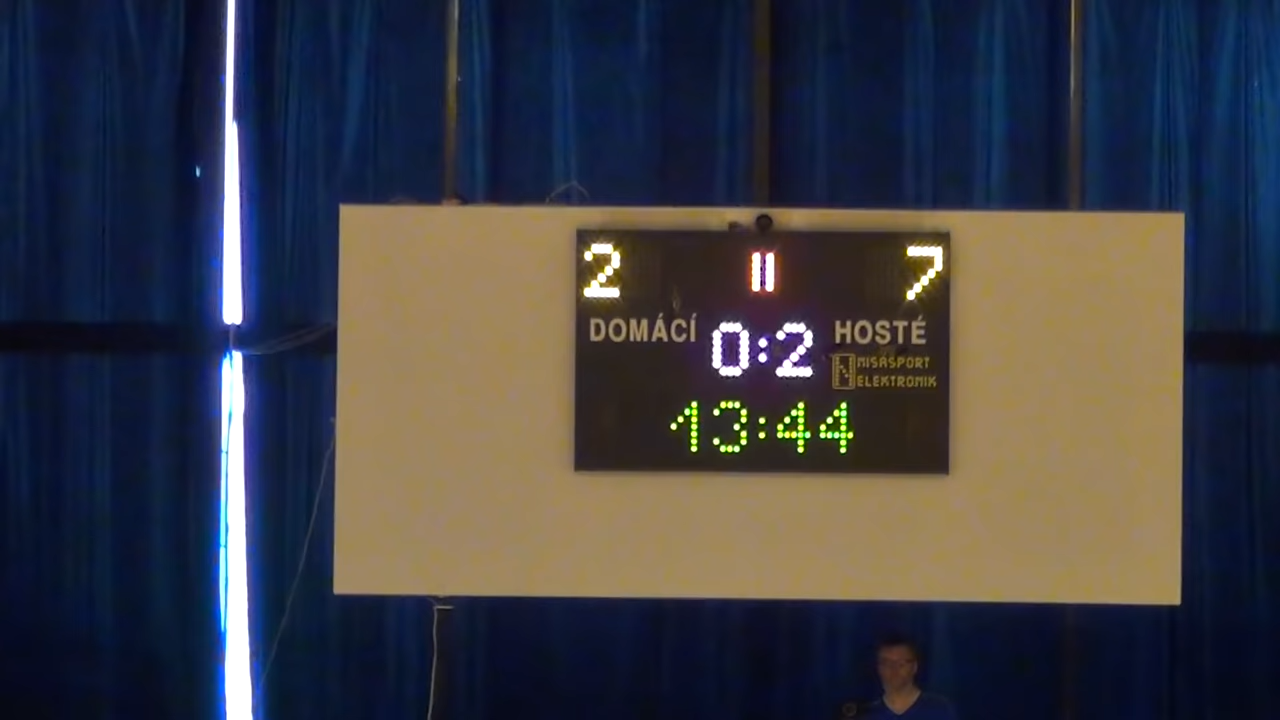 2 II 7
DOMÁCÍ 0:2 HOSTÉ
N NISASPORT
ELEKTRONIK
13:44